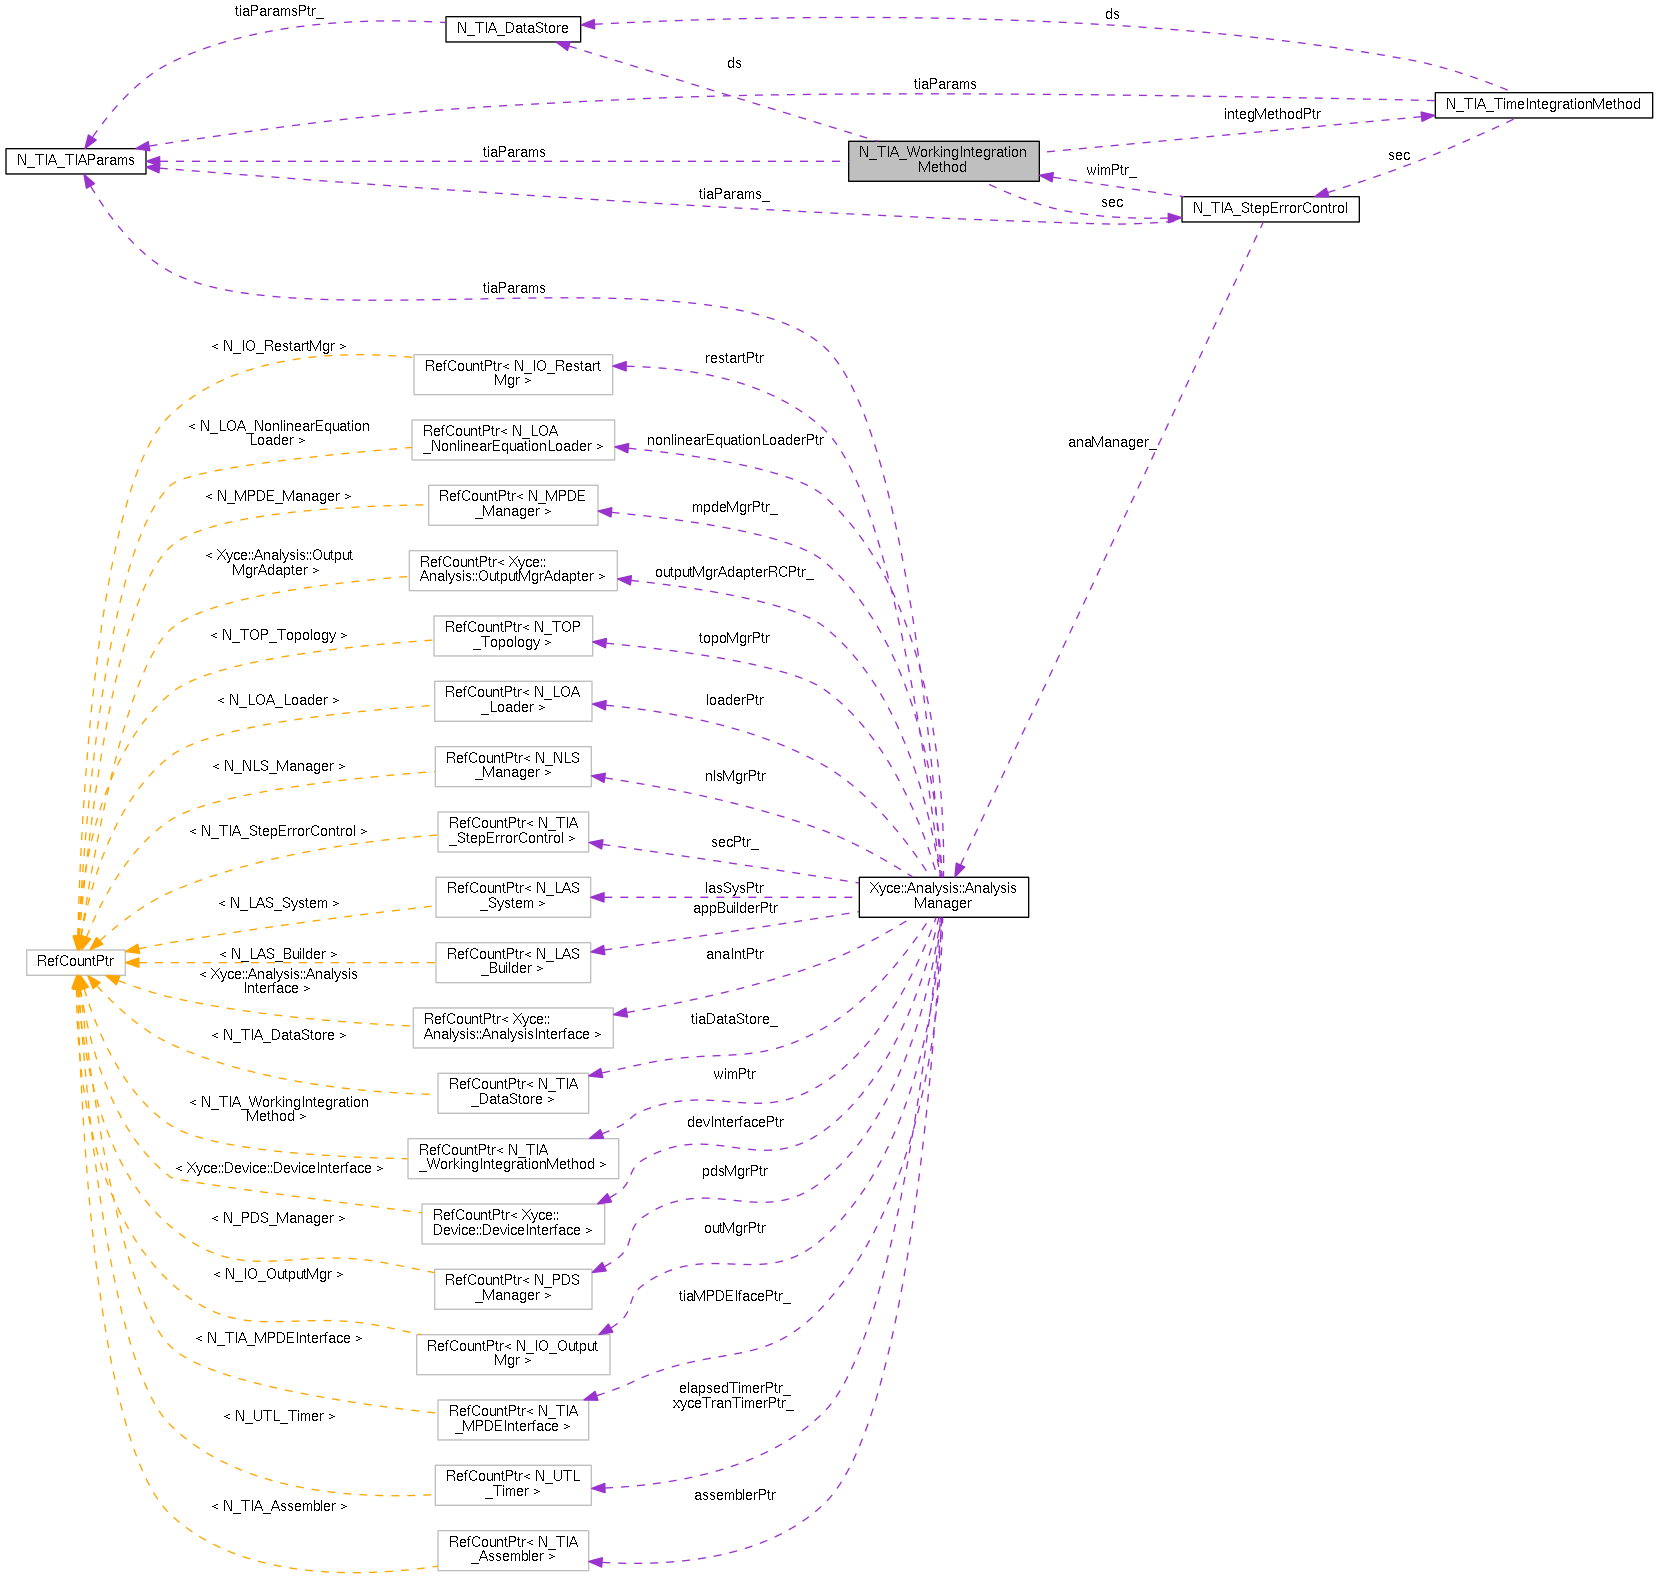 tiaParamsPtr_
N_TIA_DataStore
ds
ds
tiaParams
N_TIA_TimeIntegrationMethod
integMethodPtr
N_TIA_TIAParams
tiaParams
N_TIA_WorkingIntegration
Method
sec
wimPtr_
tiaParams_
sec
N_TIA_StepErrorControl
tiaParams
< N_IO_RestartMgr >
RefCountPtr< N_IO_Restart
Mgr >
restartPtr
< N_LOA_NonlinearEquation
Loader >
RefCountPtr< N_LOA
_NonlinearEquationLoader >
nonlinearEquationLoaderPtr
anaManager_
< N_MPDE_Manager >
RefCountPtr< N_MPDE
_Manager >
mpdeMgrPtr_
< Xyce::Analysis::Output
MgrAdapter >
RefCountPtr< Xyce::
Analysis::OutputMgrAdapter >
outputMgrAdapterRCPtr_
< N_TOP_Topology >
RefCountPtr< N_TOP
_Topology >
topoMgrPtr
< N_LOA_Loader >
RefCountPtr< N_LOA
_Loader >
loaderPtr
< N_NLS_Manager >
RefCountPtr< N_NLS
_Manager >
nlsMgrPtr
< N_TIA_StepErrorControl >
RefCountPtr< N_TIA
_StepErrorControl >
secPtr_
< N_LAS_System >
RefCountPtr< N_LAS
_System >
lasSysPtr
Xyce::Analysis::Analysis
Manager
appBuilderPtr
RefCountPtr
< N_LAS_Builder >
RefCountPtr< N_LAS
_Builder >
anaIntPtr
< Xyce::Analysis::Analysis
Interface >
RefCountPtr< Xyce::
Analysis::AnalysisInterface >
tiaDataStore_
< N_TIA_DataStore >
RefCountPtr< N_TIA
_DataStore >
wimPtr
< N_TIA_WorkingIntegration
Method >
RefCountPtr< N_TIA
_WorkingIntegrationMethod >
devInterfacePtr
< Xyce::Device::DeviceInterface >
RefCountPtr< Xyce::
Device::DeviceInterface >
pdsMgrPtr
< N_PDS_Manager >
RefCountPtr< N_PDS
_Manager >
outMgrPtr
< N_IO_OutputMgr >
RefCountPtr< N_IO_Output
Mgr >
tiaMPDEIfacePtr_
< N_TIA_MPDEInterface >
RefCountPtr< N_TIA
_MPDEInterface >
elapsedTimerPtr_
xyceTranTimerPtr_
< N_UTL_Timer >
RefCountPtr< N_UTL
_Timer >
assemblerPtr
< N_TIA_Assembler >
RefCountPtr< N_TIA
_Assembler >